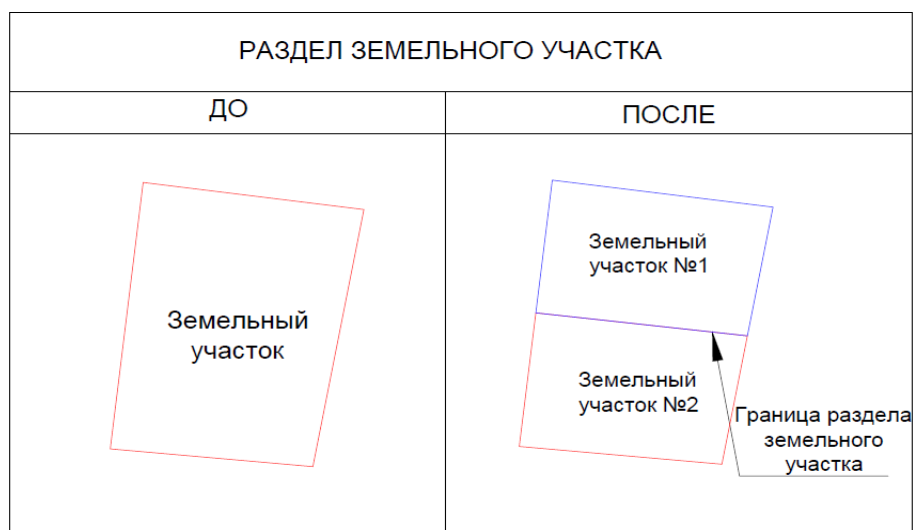 РАЗДЕЛ ЗЕМЕЛЬНОГО УЧАСТКА
ДО
ПОСЛЕ
Земельный
участок
Земельный
участок №1
Земельный
участок №2
Граница раздела
земельного
участка